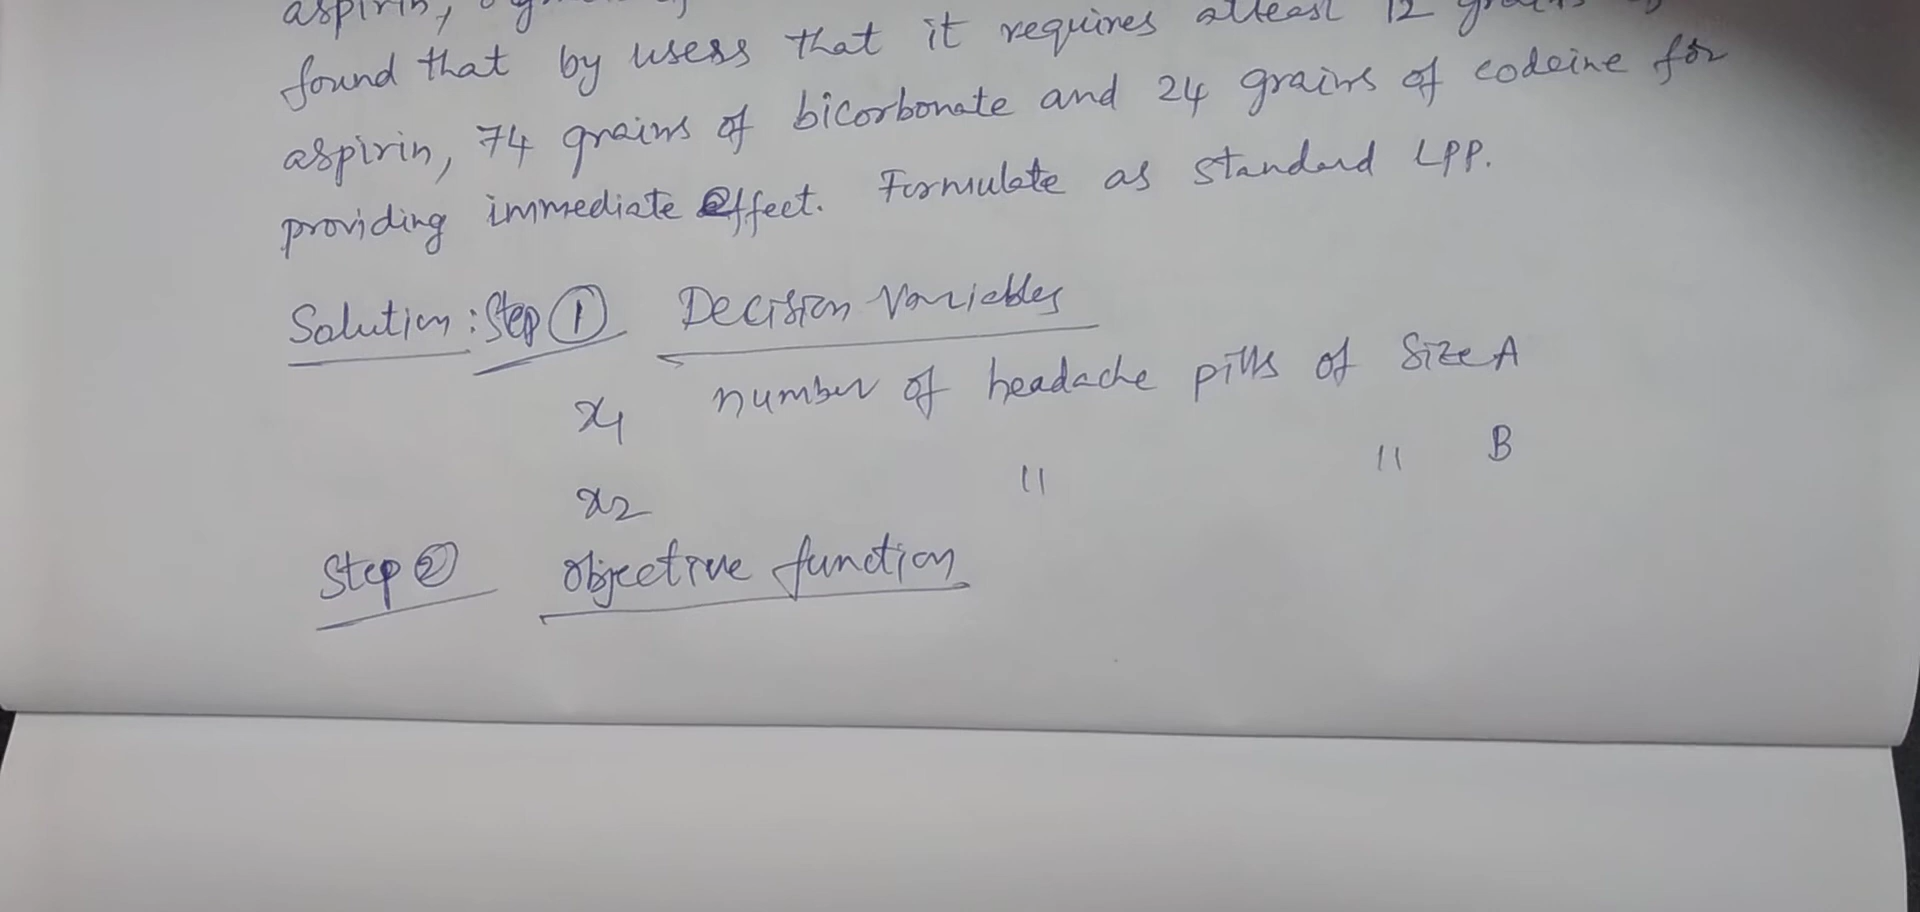 aspirin,
found that by usess that it requires atleast 12
aspirin, 74 grains of bicorbonate and 24 grains of codeine for
providing immediate effect. Formulate as standard LPP.
Solution : Step ① Decision Variables
x1 number of headache pills of Size A
x2 " " B
Step ② objective function